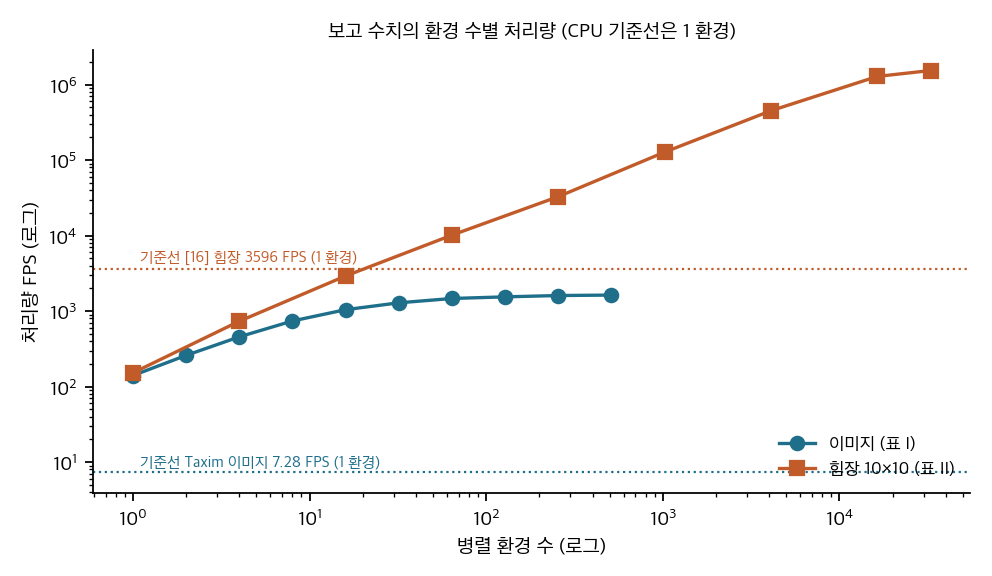 보고 수치의 환경 수별 처리량 (CPU 기준선은 1 환경)
처리량 FPS (로그)
10⁶
10⁵
10⁴
10³
10²
10¹
기준선 [16] 힘장 3596 FPS (1 환경)
기준선 Taxim 이미지 7.28 FPS (1 환경)
이미지 (표 I)
힘장 10×10 (표 II)
10⁰ 10¹ 10² 10³ 10⁴
병렬 환경 수 (로그)